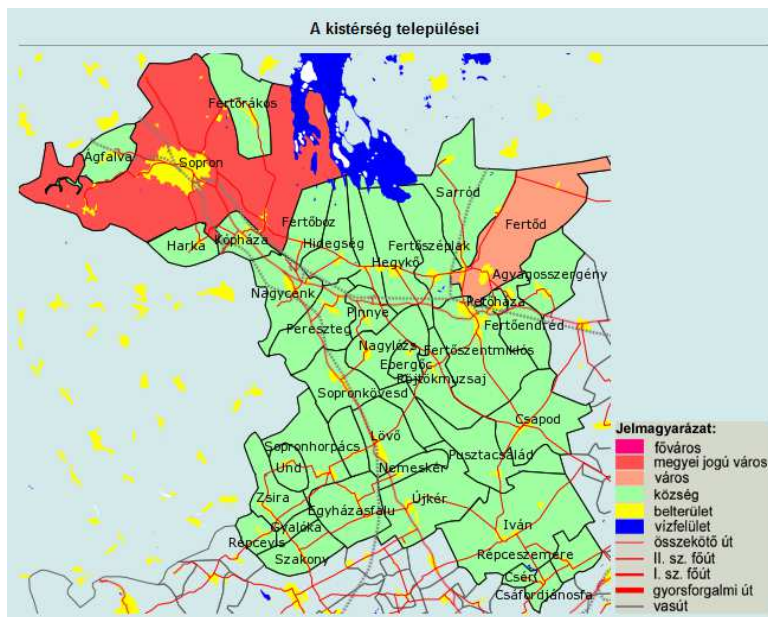 A kistérség települései
Fertőrákos
Ágfalva
Sopron
Sarród
Fertőboz
Fertőd
Harka
Kópháza
Hidegség
Fertőszéplak
Hegykő
Agyagosszergény
Nagycenk
Petőháza
Pinnye
Pereszteg
Fertőendréd
Nagylózs
Fertőszentmiklós
Ebergőc
Röjtökmuzsaj
Sopronkövesd
Csapod
Lövő
Sopronhorpács
Pusztacsalád
Und
Nemeskér
Zsira
Újkér
Egyházasfalu
Gyalóka
Iván
Répcevis
Szakony
Répceszemere
Csér
Csáfordjánosfa
Jelmagyarázat:
főváros
megyei jogú város
város
község
belterület
vízfelület
összekötő út
II. sz. főút
I. sz. főút
gyorsforgalmi út
vasút